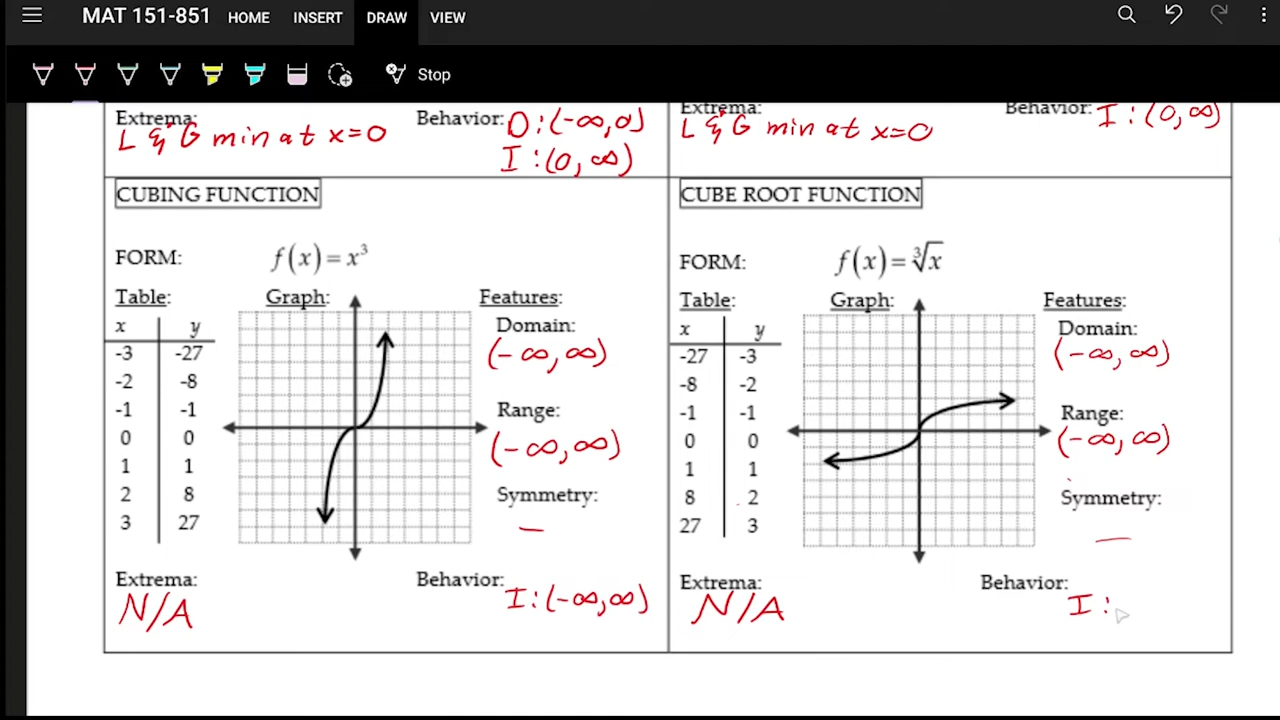 MAT 151-851 HOME INSERT DRAW VIEW
Stop
Extrema: Behavior: D:(-∞,0)
L & G min at x=0
I:(0,∞)
Extrema: Behavior: I:(0,∞)
L & G min at x=0
CUBING FUNCTION
FORM: f(x)=x³
Table: Graph: Features:
x y
-3 -27
-2 -8
-1 -1
0 0
1 1
2 8
3 27
Domain:
(-∞,∞)
Range:
(-∞,∞)
Symmetry:
—
Extrema: Behavior:
N/A I:(-∞,∞)
CUBE ROOT FUNCTION
FORM: f(x)=∛x
Table: Graph: Features:
x y
-27 -3
-8 -2
-1 -1
0 0
1 1
8 2
27 3
Domain:
(-∞,∞)
Range:
(-∞,∞)
Symmetry:
—
Extrema: Behavior:
N/A I: